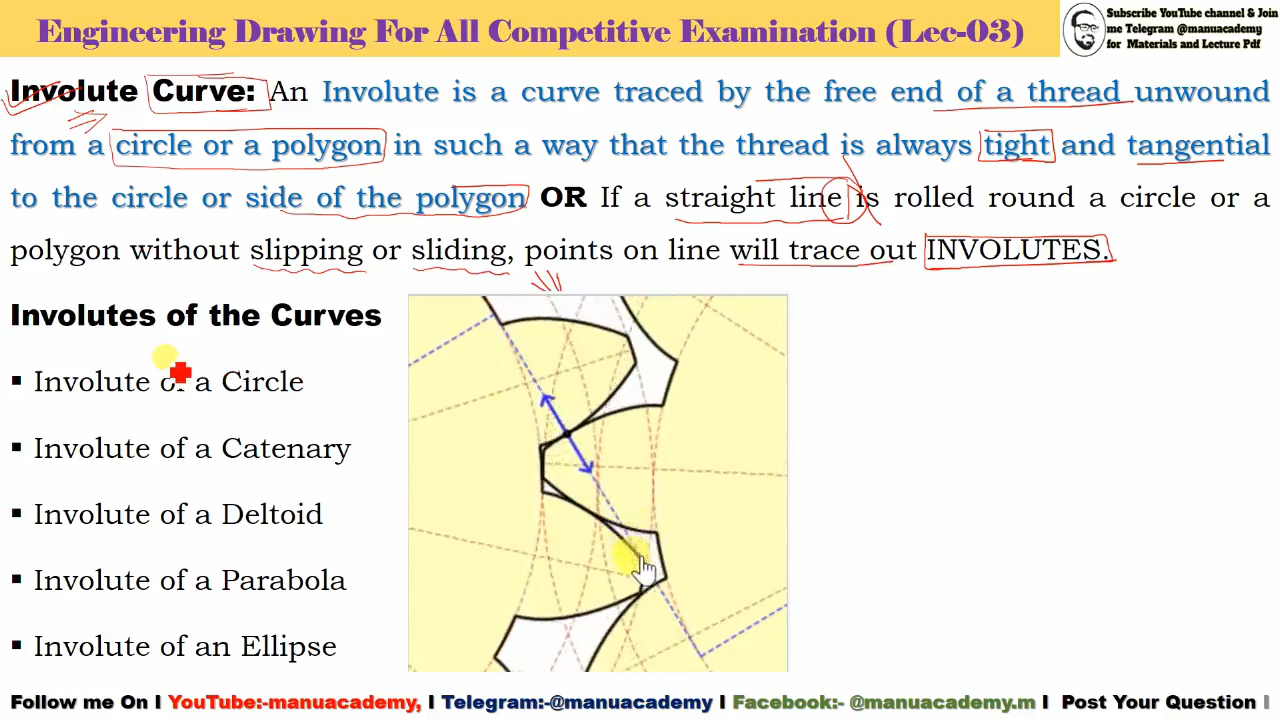 Engineering Drawing For All Competitive Examination (Lec-03)
Subscribe YouTube channel & Join
me Telegram @manuacademy
for Materials and Lecture Pdf
Involute Curve: An Involute is a curve traced by the free end of a thread unwound
from a circle or a polygon in such a way that the thread is always tight and tangential
to the circle or side of the polygon OR If a straight line is rolled round a circle or a
polygon without slipping or sliding, points on line will trace out INVOLUTES.
Involutes of the Curves
▪ Involute of a Circle
▪ Involute of a Catenary
▪ Involute of a Deltoid
▪ Involute of a Parabola
▪ Involute of an Ellipse
Follow me On I YouTube:-manuacademy, I Telegram:-@manuacademy I Facebook:- @manuacademy.m I Post Your Question I